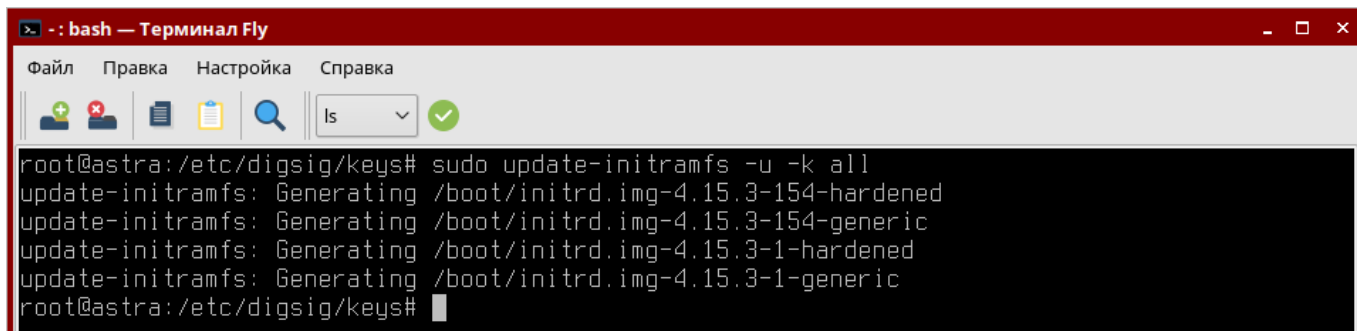 - : bash — Терминал Fly
Файл Правка Настройка Справка
ls
root@astra:/etc/digsig/keys# sudo update-initramfs -u -k all
update-initramfs: Generating /boot/initrd.img-4.15.3-154-hardened
update-initramfs: Generating /boot/initrd.img-4.15.3-154-generic
update-initramfs: Generating /boot/initrd.img-4.15.3-1-hardened
update-initramfs: Generating /boot/initrd.img-4.15.3-1-generic
root@astra:/etc/digsig/keys#